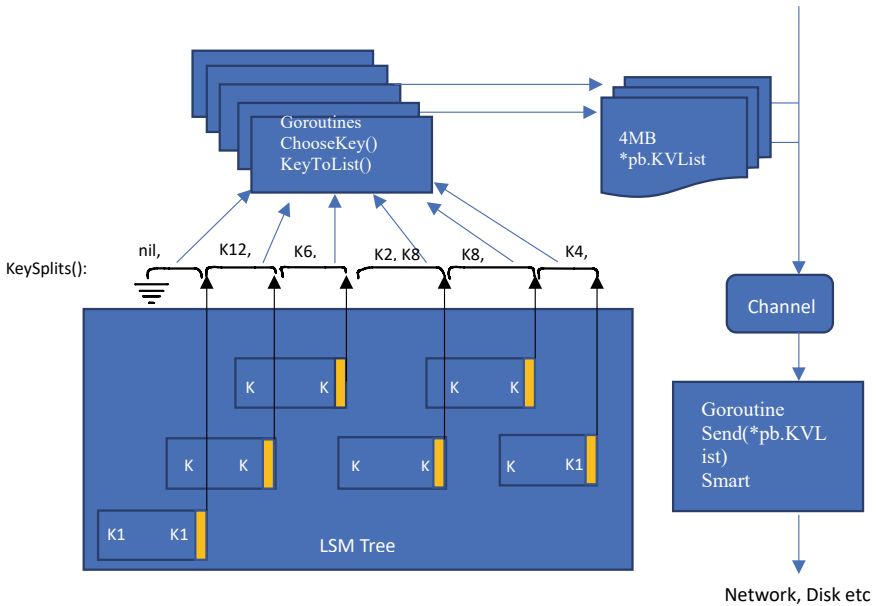 Goroutines
ChooseKey()
KeyToList()
4MB
*pb.KVList
KeySplits():
nil,
K12,
K6,
K2, K8
K8,
K4,
Channel
K K
K K
K K
K K
K K1
K1 K1
LSM Tree
Goroutine
Send(*pb.KVL
ist)
Smart
Network, Disk etc